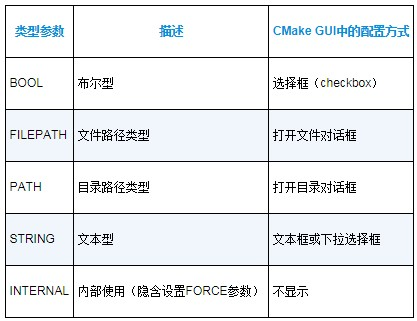 类型参数 描述 CMake GUI中的配置方式
BOOL 布尔型 选择框（checkbox）
FILEPATH 文件路径类型 打开文件对话框
PATH 目录路径类型 打开目录对话框
STRING 文本型 文本框或下拉选择框
INTERNAL 内部使用（隐含设置FORCE参数） 不显示